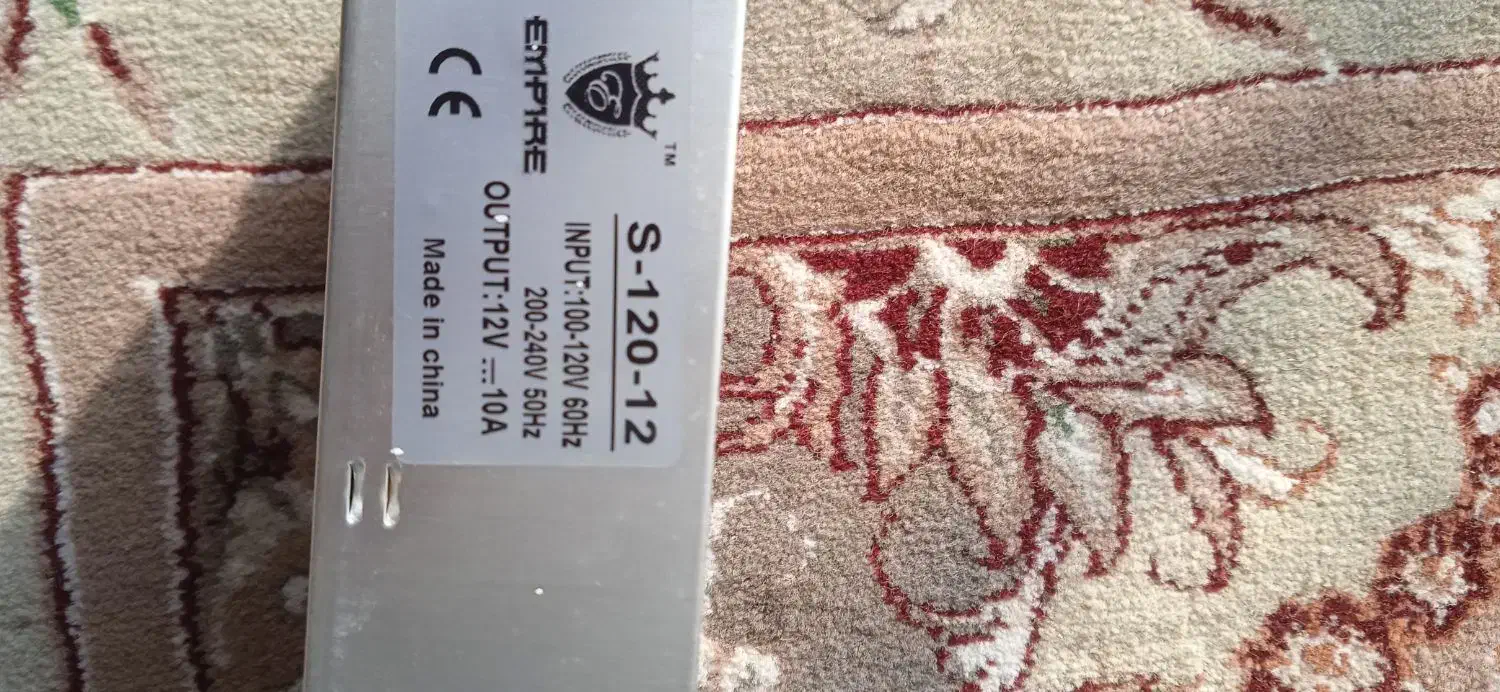 TM
EMPIRE
CE
S-120-12
INPUT:100-120V 60Hz
200-240V 50Hz
OUTPUT:12V ⎓ 10A
Made in china